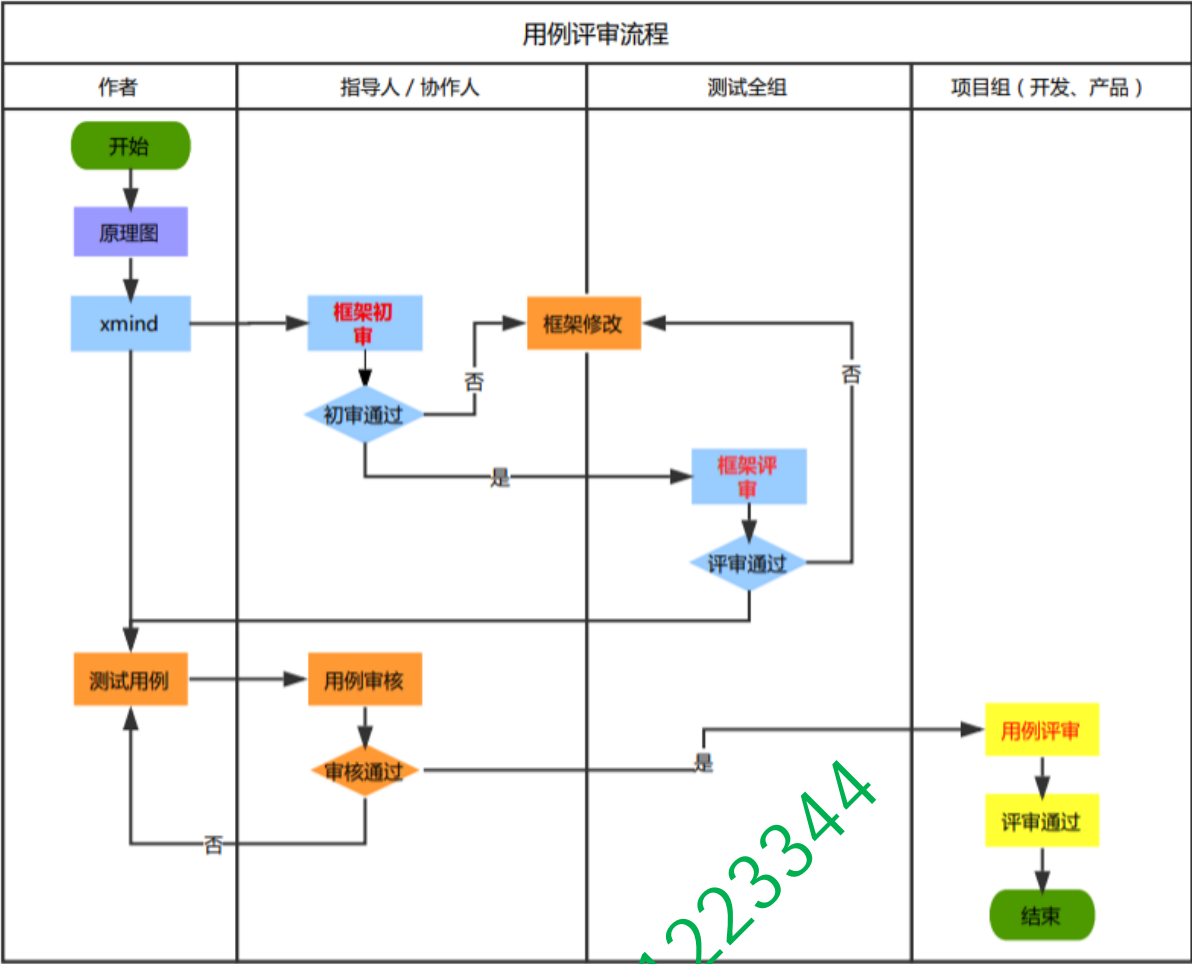 用例评审流程
作者
指导人 / 协作人
测试全组
项目组 ( 开发、产品 )
开始
原理图
xmind
框架初
审
框架修改
否
否
初审通过
是
框架评
审
评审通过
测试用例
用例审核
用例评审
审核通过
是
评审通过
否
结束
1223344